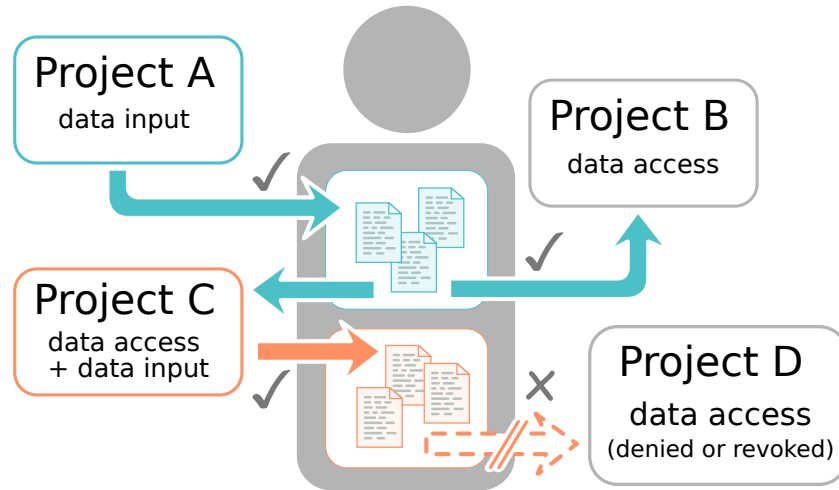 Project A
data input
Project B
data access
Project C
data access
+ data input
Project D
data access
(denied or revoked)